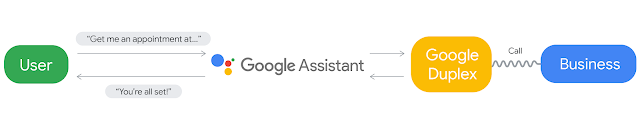 “Get me an appointment at...”
User
Google Assistant
Google
Duplex
Call
Business
“You’re all set!”